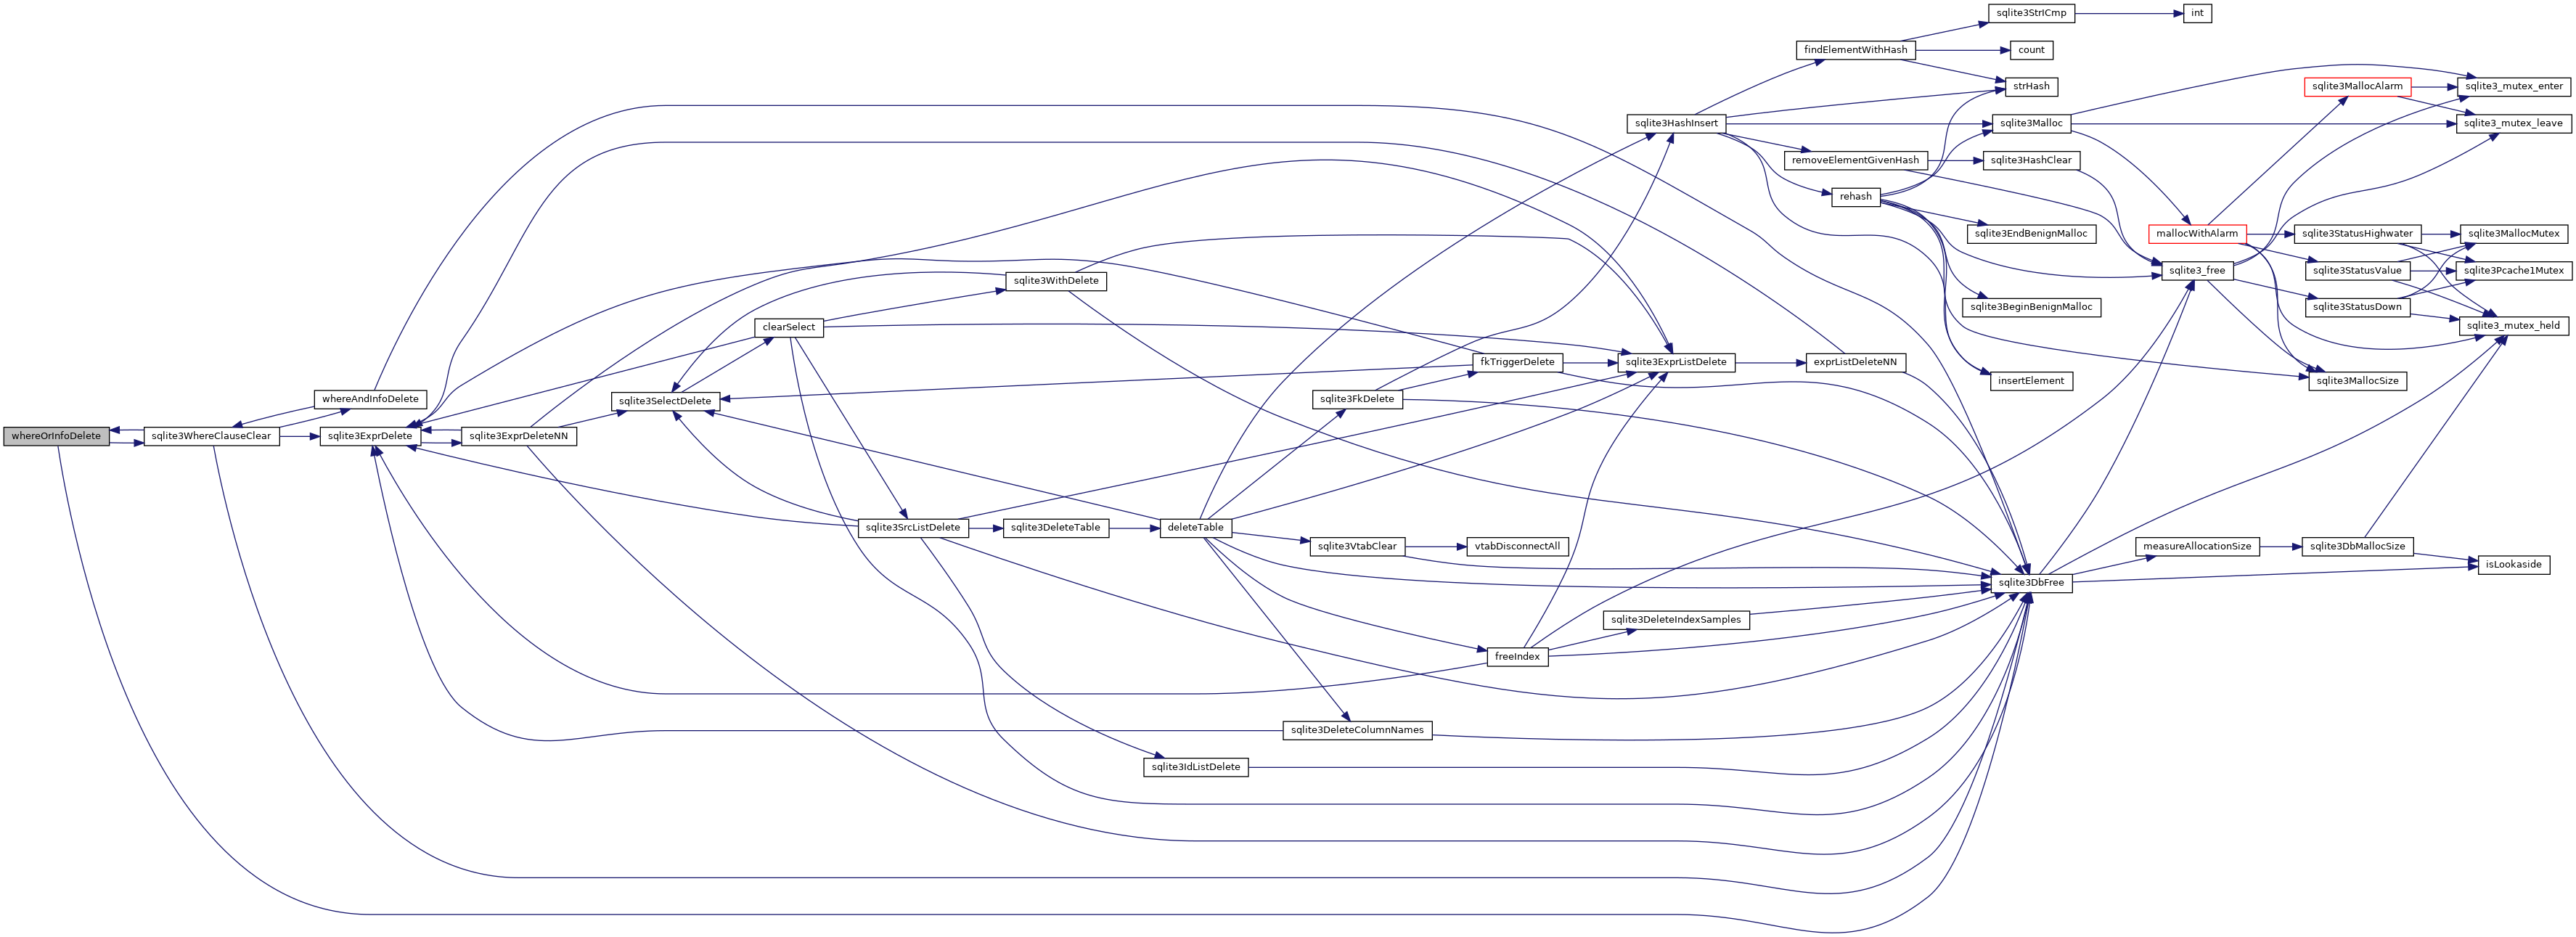 sqlite3StrICmp
int
findElementWithHash
count
strHash
sqlite3MallocAlarm
sqlite3_mutex_enter
sqlite3HashInsert
sqlite3Malloc
sqlite3_mutex_leave
removeElementGivenHash
sqlite3HashClear
rehash
sqlite3EndBenignMalloc
mallocWithAlarm
sqlite3StatusHighwater
sqlite3MallocMutex
sqlite3_free
sqlite3StatusValue
sqlite3Pcache1Mutex
sqlite3WithDelete
sqlite3BeginBenignMalloc
sqlite3StatusDown
clearSelect
sqlite3_mutex_held
fkTriggerDelete
sqlite3ExprListDelete
exprListDeleteNN
insertElement
sqlite3MallocSize
whereAndInfoDelete
sqlite3SelectDelete
sqlite3FkDelete
whereOrInfoDelete
sqlite3WhereClauseClear
sqlite3ExprDelete
sqlite3ExprDeleteNN
sqlite3SrcListDelete
sqlite3DeleteTable
deleteTable
sqlite3VtabClear
vtabDisconnectAll
measureAllocationSize
sqlite3DbMallocSize
isLookaside
sqlite3DbFree
sqlite3DeleteIndexSamples
freeIndex
sqlite3DeleteColumnNames
sqlite3IdListDelete